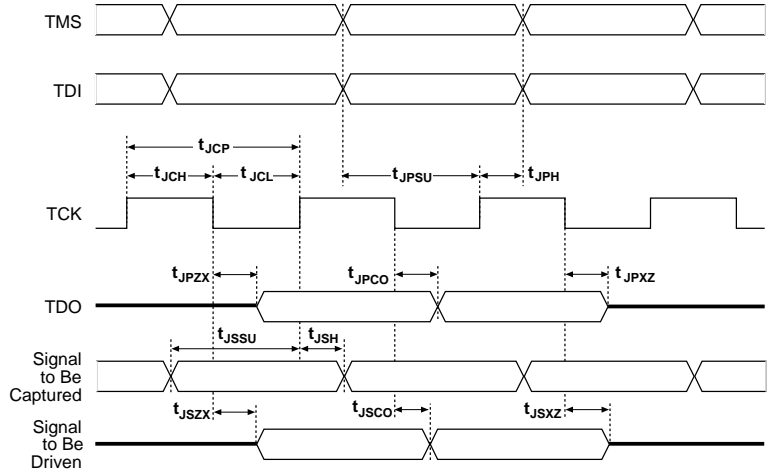 TMS
TDI
tJCP
tJCH
tJCL
tJPSU
tJPH
TCK
tJPZX
tJPCO
tJPXZ
TDO
tJSSU
tJSH
Signal
to Be
Captured
tJSZX
tJSCO
tJSXZ
Signal
to Be
Driven